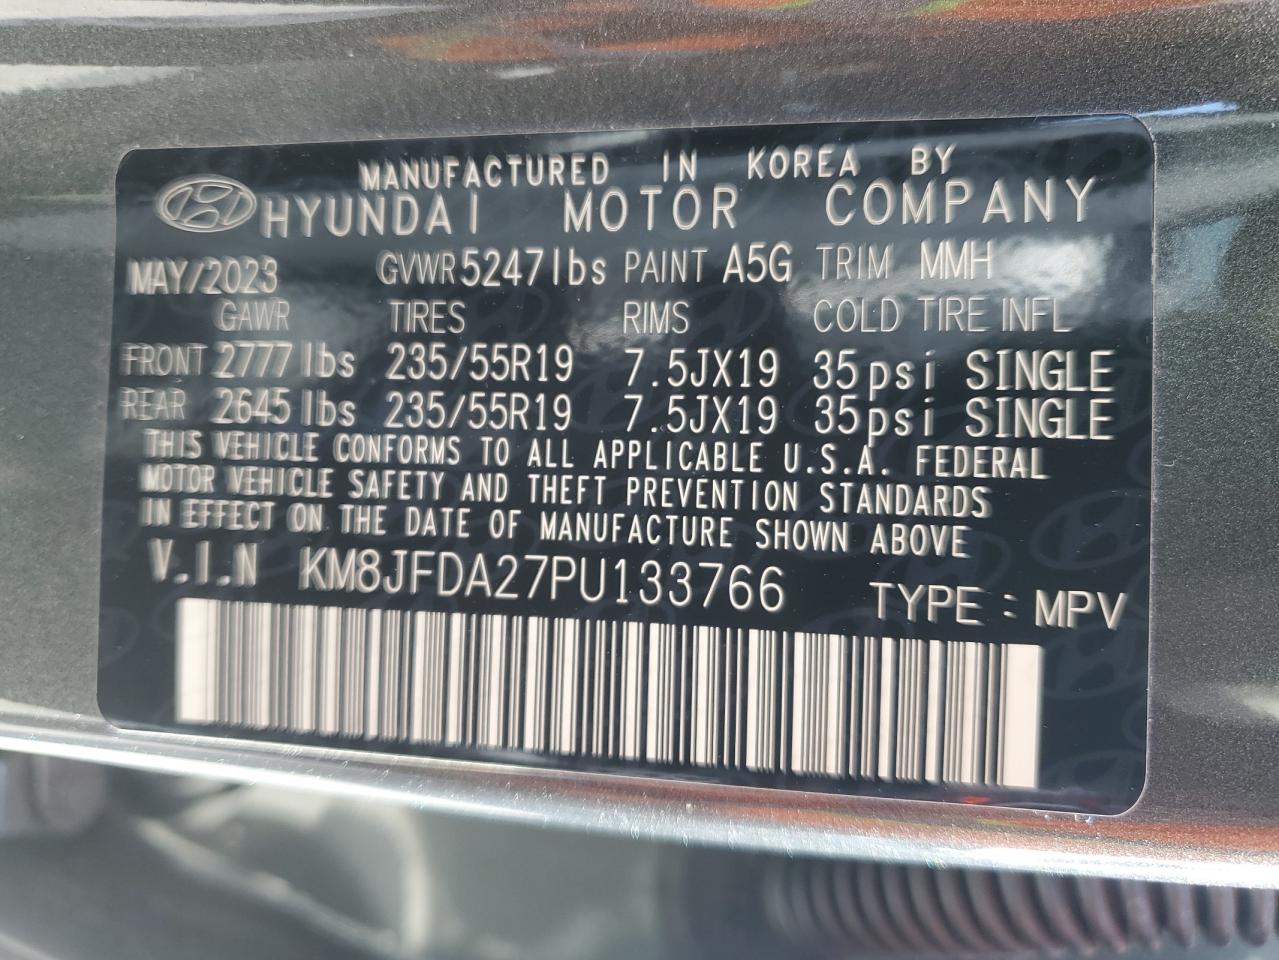 MANUFACTURED IN KOREA BY
HYUNDAI MOTOR COMPANY
MAY/2023 GVWR 5247lbs PAINT A5G TRIM MMH
GAWR TIRES RIMS COLD TIRE INFL
FRONT 2777lbs 235/55R19 7.5JX19 35psi SINGLE
REAR 2645lbs 235/55R19 7.5JX19 35psi SINGLE
THIS VEHICLE CONFORMS TO ALL APPLICABLE U.S.A. FEDERAL
MOTOR VEHICLE SAFETY AND THEFT PREVENTION STANDARDS
IN EFFECT ON THE DATE OF MANUFACTURE SHOWN ABOVE
V.I.N KM8JFDA27PU133766 TYPE : MPV